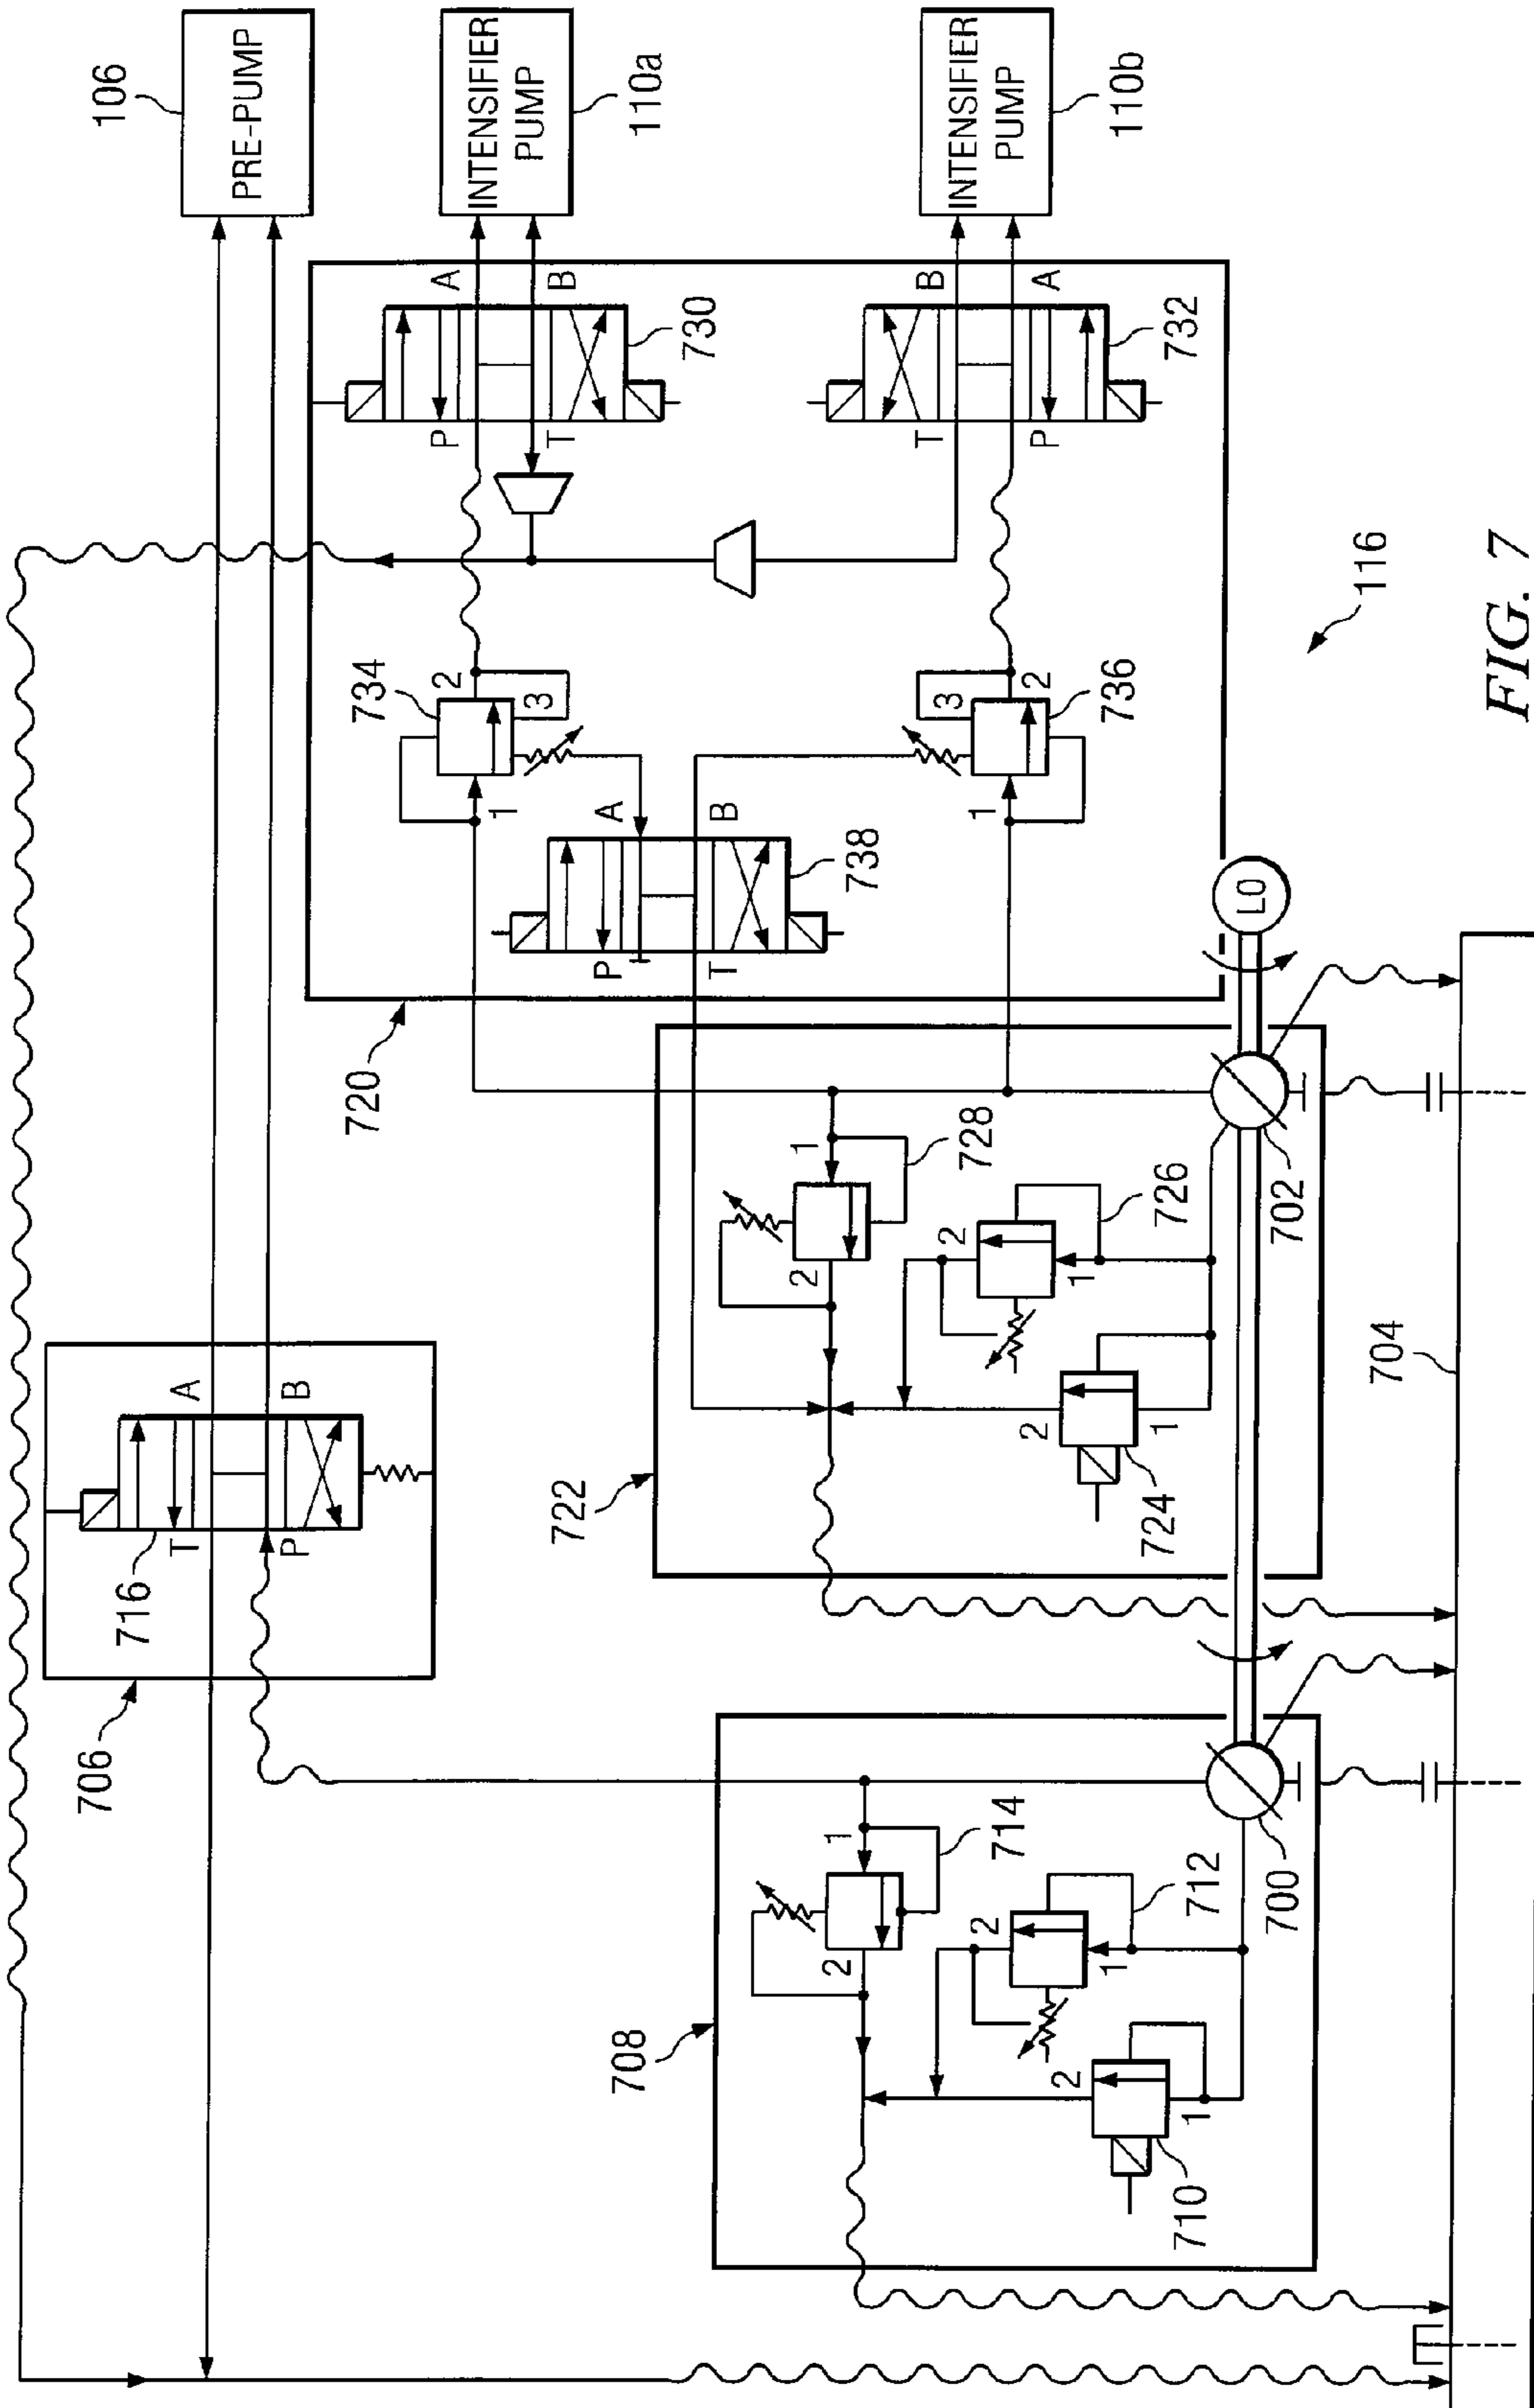 106
PRE-PUMP
INTENSIFIER
PUMP
110a
INTENSIFIER
PUMP
110b
A
B
P
T
730
B
A
T
P
732
734
2
3
1
3
2
736
1
A
B
738
P
T
720
LO
116
FIG. 7
A
B
T
P
716
706
722
1
728
2
2
726
1
2
724
1
702
704
708
1
714
2
2
712
1
2
1
710
700